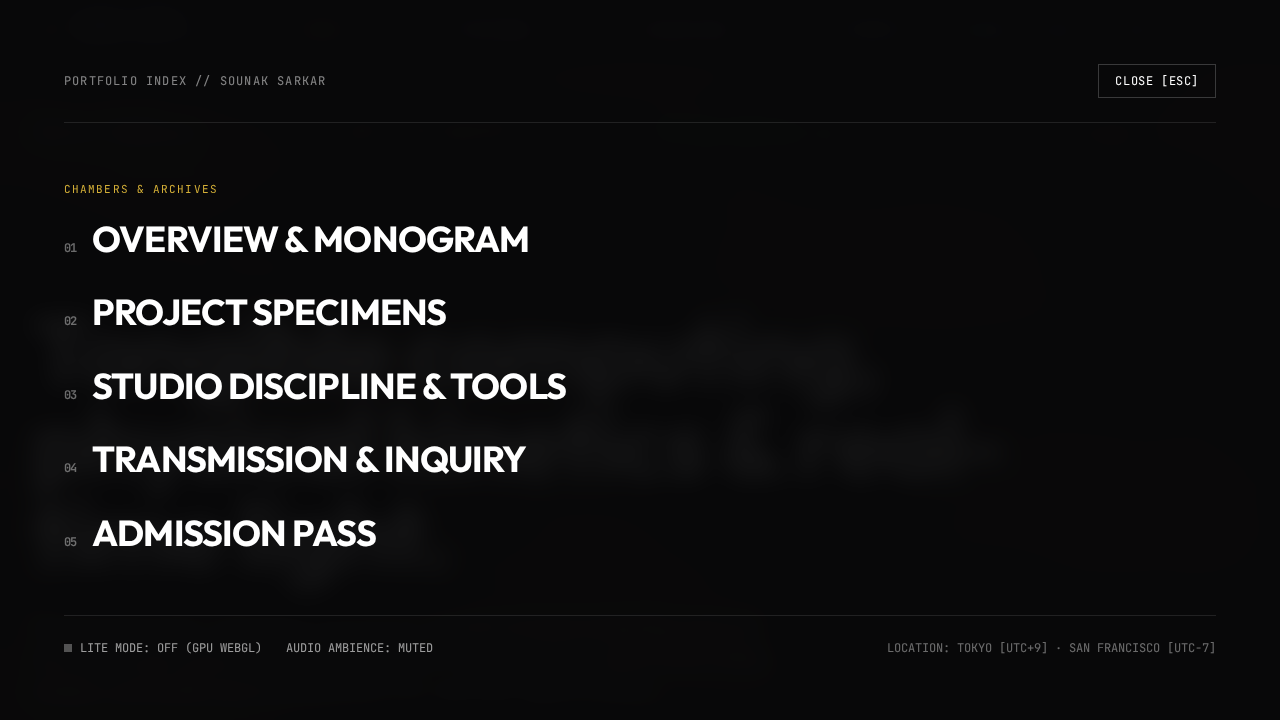 PORTFOLIO INDEX // SOUNAK SARKAR
CLOSE [ESC]
CHAMBERS & ARCHIVES
01 OVERVIEW & MONOGRAM
02 PROJECT SPECIMENS
03 STUDIO DISCIPLINE & TOOLS
04 TRANSMISSION & INQUIRY
05 ADMISSION PASS
LITE MODE: OFF (GPU WEBGL) AUDIO AMBIENCE: MUTED
LOCATION: TOKYO [UTC+9] · SAN FRANCISCO [UTC-7]